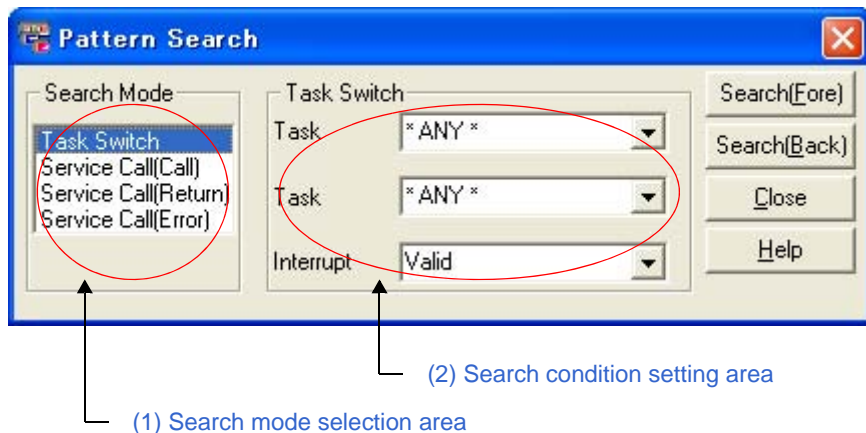 Pattern Search
Search Mode
Task Switch
Service Call(Call)
Service Call(Return)
Service Call(Error)
Task Switch
Task
* ANY *
Task
* ANY *
Interrupt
Valid
Search(Fore)
Search(Back)
Close
Help
(2) Search condition setting area
(1) Search mode selection area